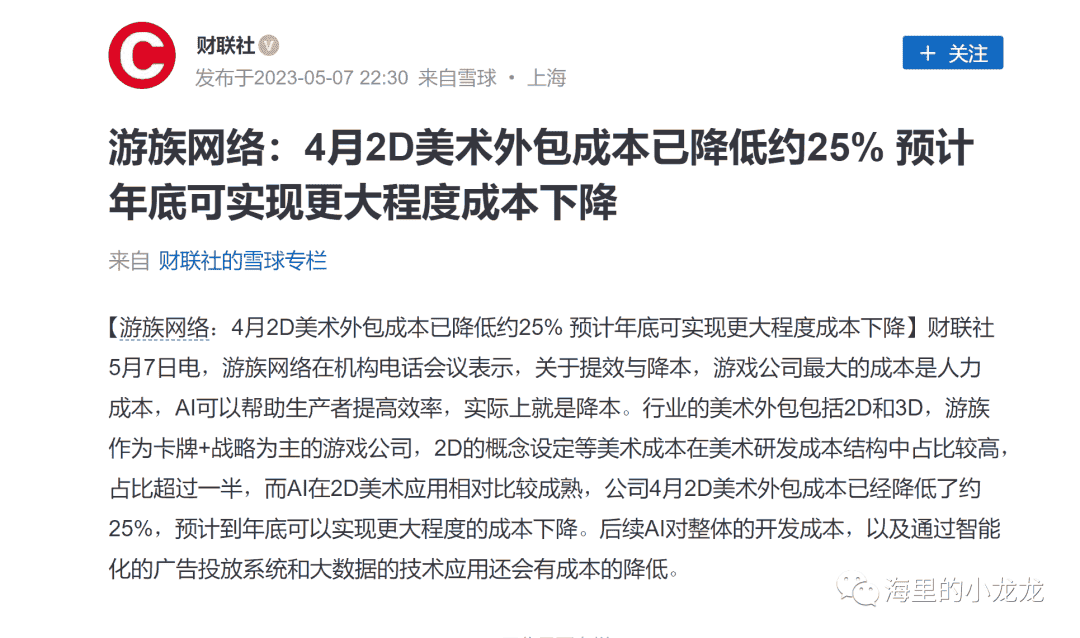 财联社
发布于2023-05-07 22:30 来自雪球 · 上海
+ 关注
游族网络：4月2D美术外包成本已降低约25% 预计
年底可实现更大程度成本下降
来自 财联社的雪球专栏
【游族网络：4月2D美术外包成本已降低约25% 预计年底可实现更大程度成本下降】财联社
5月7日电，游族网络在机构电话会议表示，关于提效与降本，游戏公司最大的成本是人力
成本，AI可以帮助生产者提高效率，实际上就是降本。行业的美术外包包括2D和3D，游族
作为卡牌+战略为主的游戏公司，2D的概念设定等美术成本在美术研发成本结构中占比较高，
占比超过一半，而AI在2D美术应用相对比较成熟，公司4月2D美术外包成本已经降低了约
25%，预计到年底可以实现更大程度的成本下降。后续AI对整体的开发成本，以及通过智能
化的广告投放系统和大数据的技术应用还会有成本的降低。
海里的小龙龙